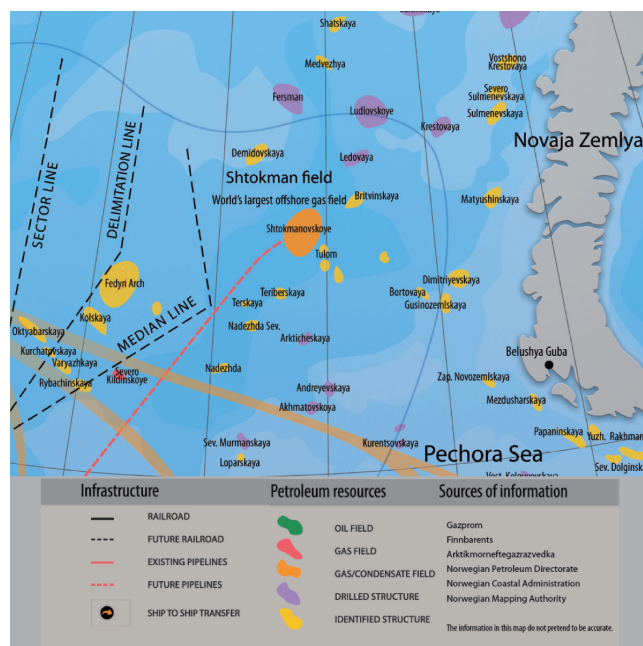 Shatskaya
Medvezhya
Vostshono
Krestovaya
Fersman
Ludlovskoye
Severo
Sulmenevskaya
Sulmenevskaya
Krestovaya
Novaja Zemlya
SECTOR LINE
DELIMITATION LINE
Demidovskaya
Ledovaya
Shtokman field
World's largest offshore gas field
Britvinskaya
Matyushinskaya
Shtokmanovskoye
Tulom
Fedyri Arch
Dimitriyevskaya
Teriberskaya
Bortovaya
Terskaya
Gusinozemlskaya
MEDIAN LINE
Kolskaya
Nadezhda Sev.
Oktyabarskaya
Arkticheskaya
Kurchatovskaya
Belushya Guba
Varyazhkaya
Severo
Kildinskoye
Nadezhda
Rybachinskaya
Zap. Novozemlskaya
Andreyevskaya
Mezdusharskaya
Akhmatovskoya
Papaninskaya
Yuzh. Rakhman
Sev. Murmanskaya
Kurentsovskaya
Pechora Sea
Loparskaya
Sev. Dolginska
Infrastructure
RAILROAD
FUTURE RAILROAD
EXISTING PIPELINES
FUTURE PIPELINES
SHIP TO SHIP TRANSFER
Petroleum resources
OIL FIELD
GAS FIELD
GAS/CONDENSATE FIELD
DRILLED STRUCTURE
IDENTIFIED STRUCTURE
Sources of information
Gazprom
Finnbarents
Arktikmorneftegazrazvedka
Norwegian Petroleum Directorate
Norwegian Coastal Administration
Norwegian Mapping Authority
The information in this map do not pretend to be accurate.